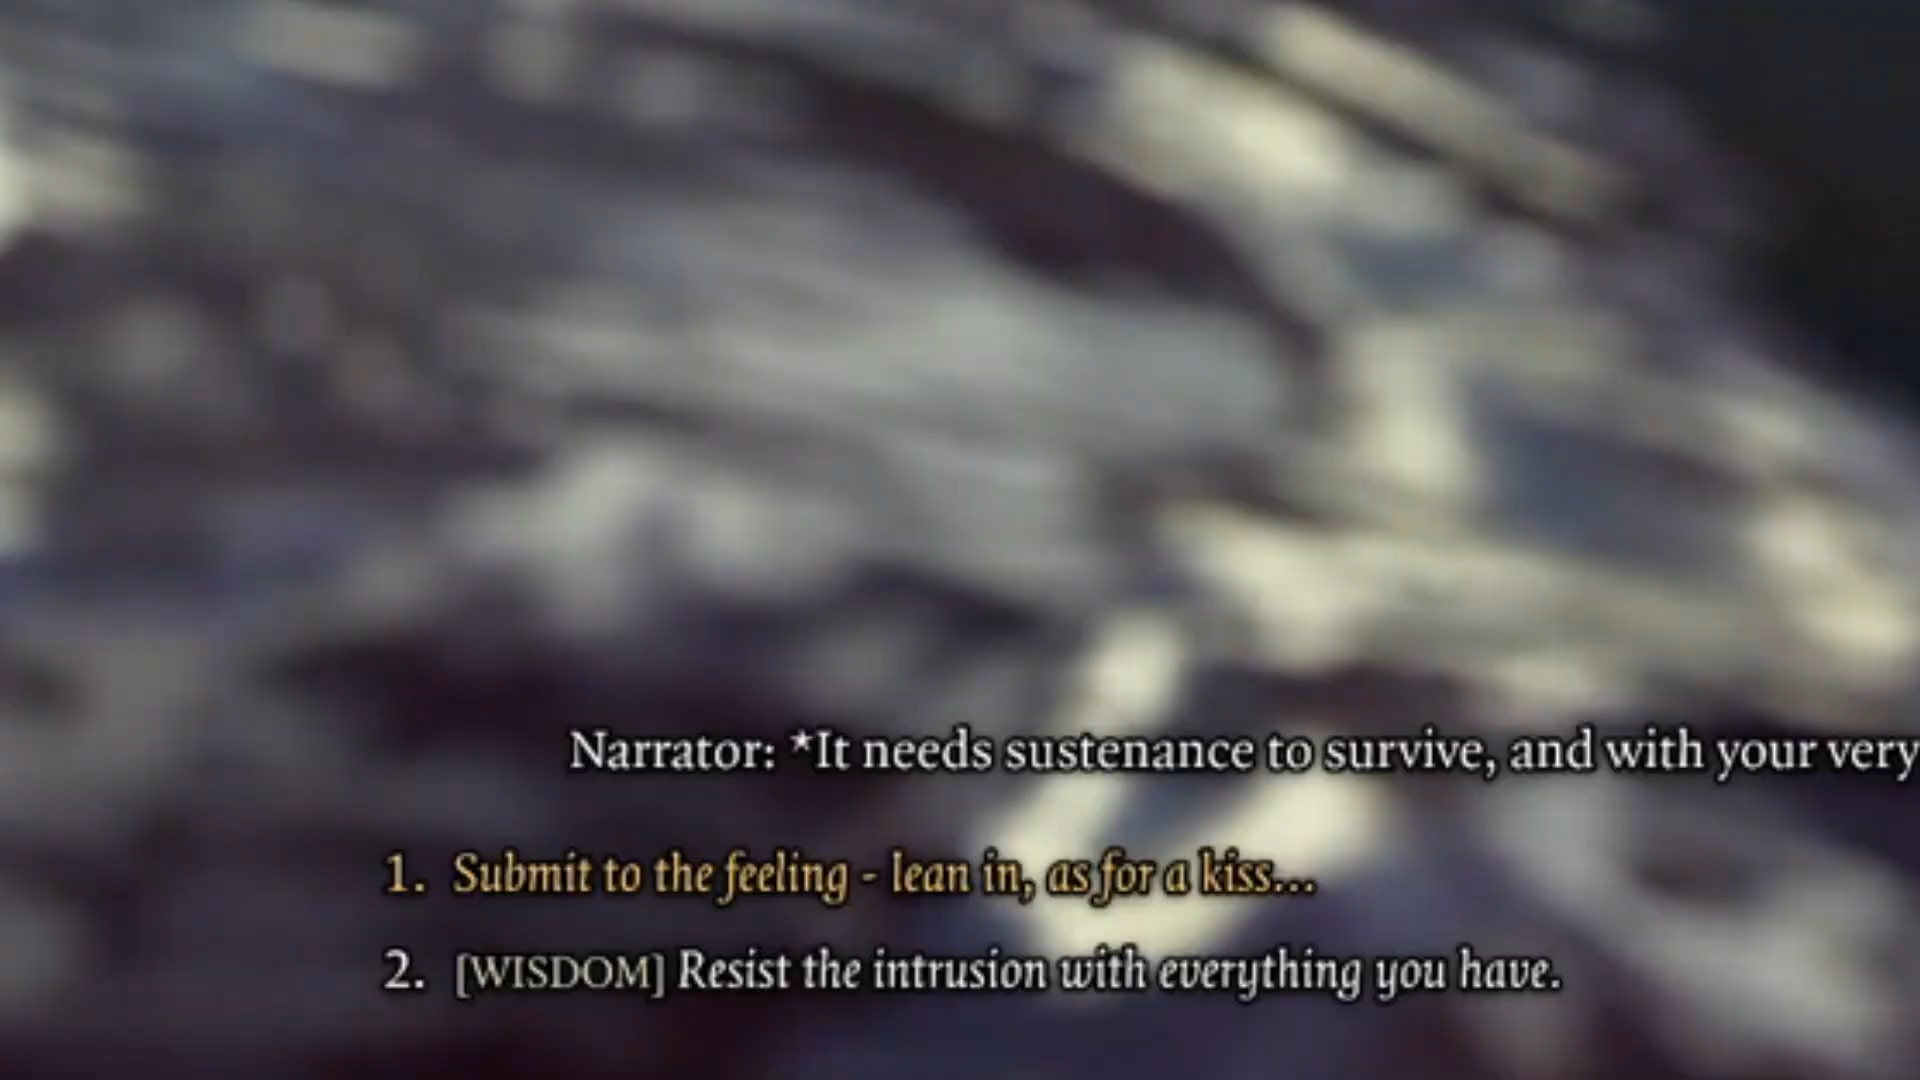 Narrator: *It needs sustenance to survive, and with your very
1. Submit to the feeling - lean in, as for a kiss...
2. [WISDOM] Resist the intrusion with everything you have.